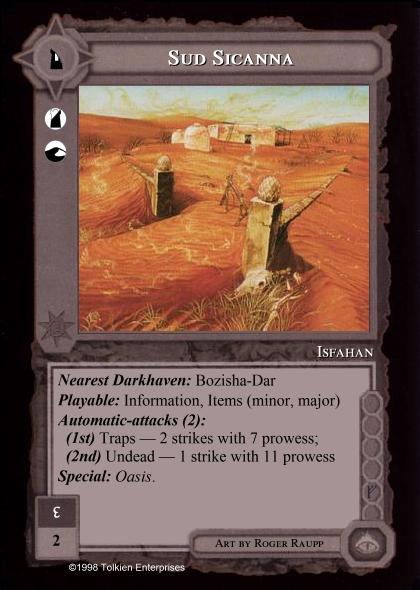 Sud Sicanna
Isfahan
Nearest Darkhaven: Bozisha-Dar
Playable: Information, Items (minor, major)
Automatic-attacks (2):
(1st) Traps — 2 strikes with 7 prowess;
(2nd) Undead — 1 strike with 11 prowess
Special: Oasis.
ε
2
Art by Roger Raupp
©1998 Tolkien Enterprises